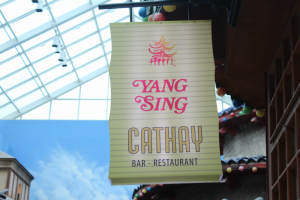 YANG
SING
CATHAY
BAR - RESTAURANT